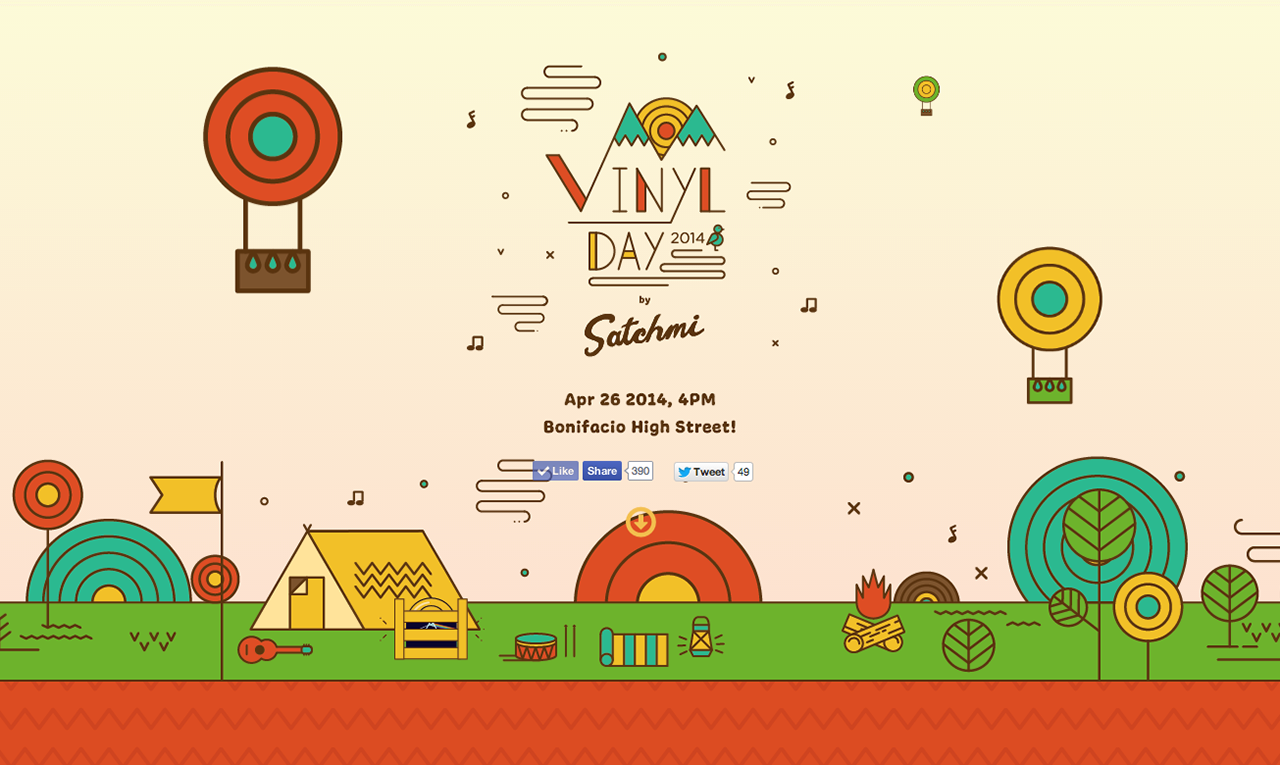 VINYL
DAY 2014
by
Satchmi
Apr 26 2014, 4PM
Bonifacio High Street!
Like Share 390 Tweet 49